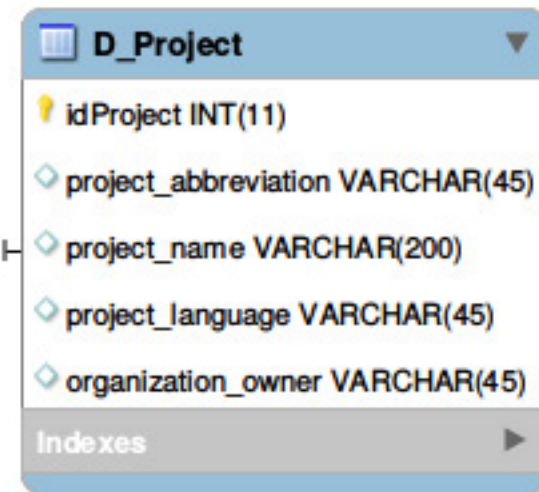 D_Project
idProject INT(11)
project_abbreviation VARCHAR(45)
project_name VARCHAR(200)
project_language VARCHAR(45)
organization_owner VARCHAR(45)
Indexes